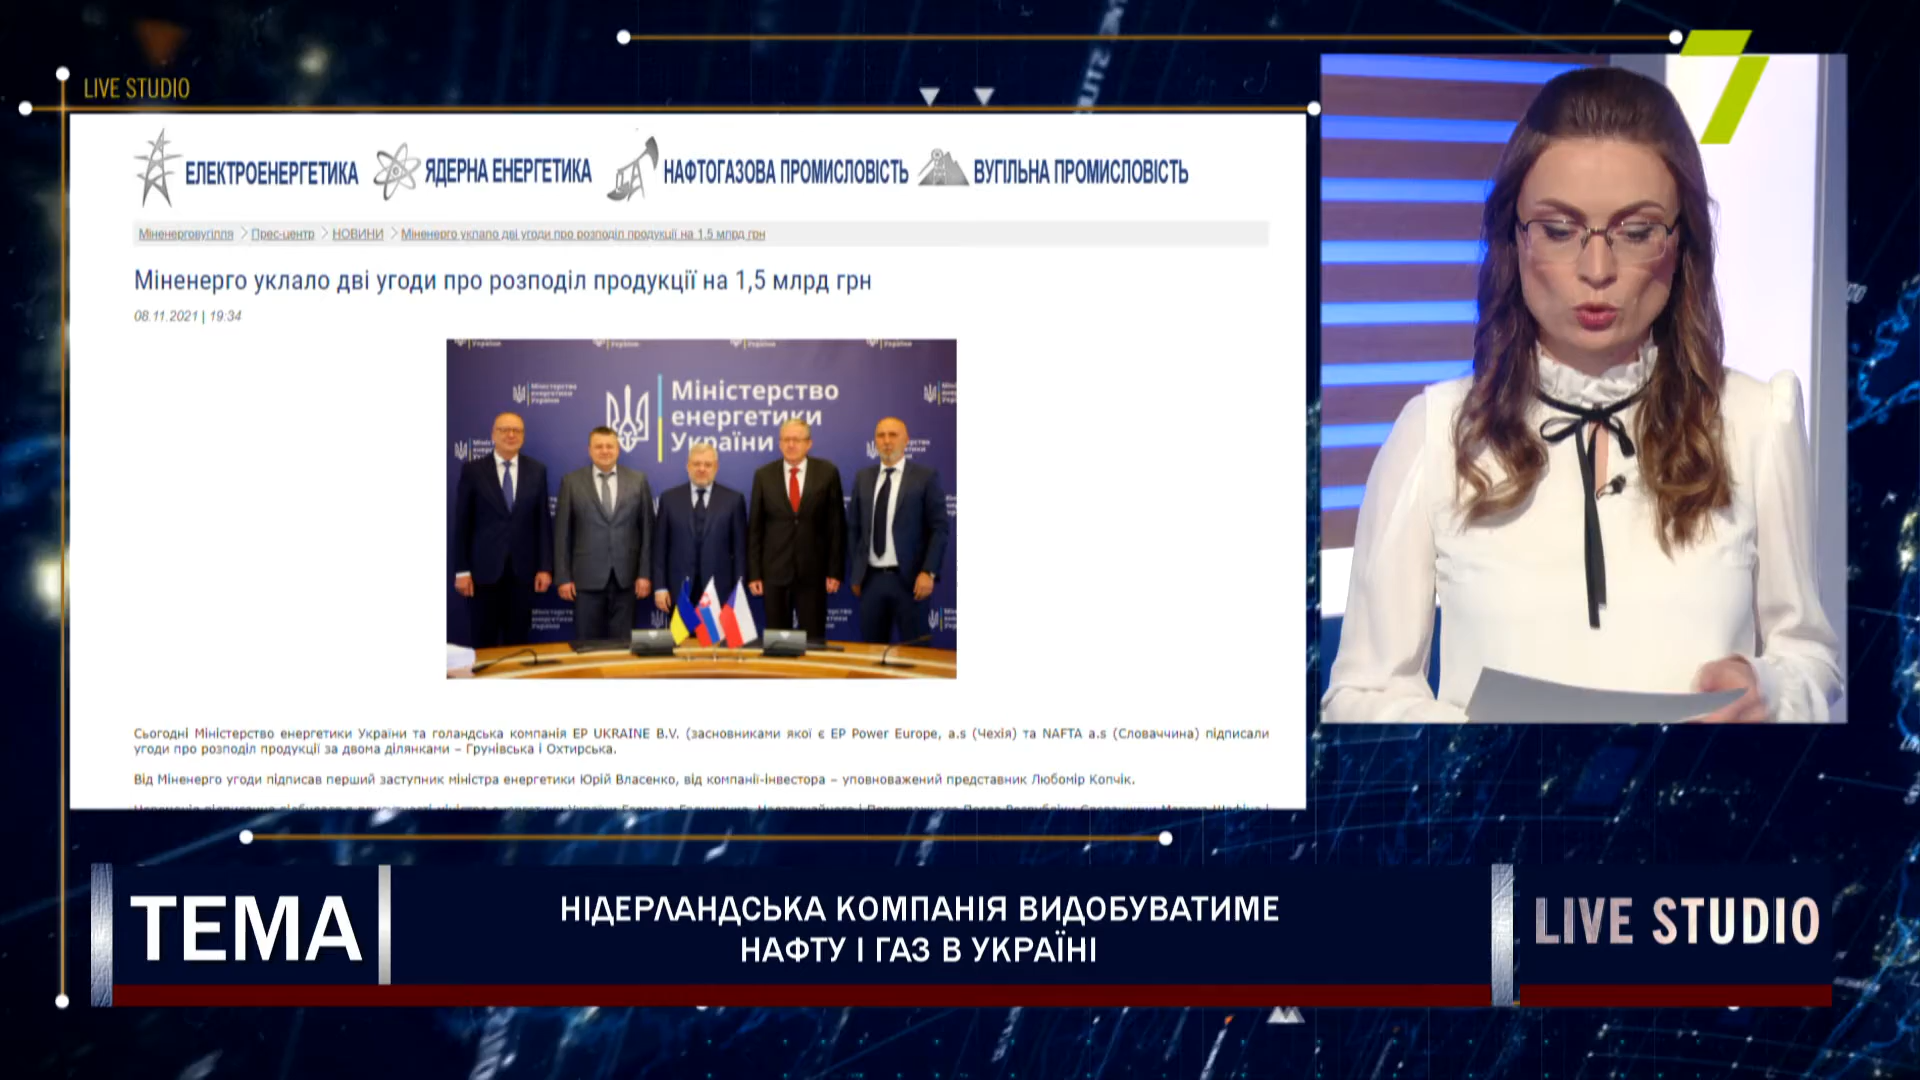 LIVE STUDIO
7
ЕЛЕКТРОЕНЕРГЕТИКА ЯДЕРНА ЕНЕРГЕТИКА НАФТОГАЗОВА ПРОМИСЛОВІСТЬ ВУГІЛЬНА ПРОМИСЛОВІСТЬ
Міненерговугілля Прес-центр НОВИНИ Міненерго уклало дві угоди про розподіл продукції на 1,5 млрд грн
Міненерго уклало дві угоди про розподіл продукції на 1,5 млрд грн
08.11.2021 | 19:34
Міністерство
енергетики
України
Сьогодні Міністерство енергетики України та голандська компанія EP UKRAINE B.V. (засновниками якої є EP Power Europe, a.s (Чехія) та NAFTA a.s (Словаччина) підписали
угоди про розподіл продукції за двома ділянками – Грунівська і Охтирська.
Від Міненерго угоди підписав перший заступник міністра енергетики Юрій Власенко, від компанії-інвестора – уповноважений представник Любомір Копчік.
ТЕМА
НІДЕРЛАНДСЬКА КОМПАНІЯ ВИДОБУВАТИМЕ
НАФТУ І ГАЗ В УКРАЇНІ
LIVE STUDIO